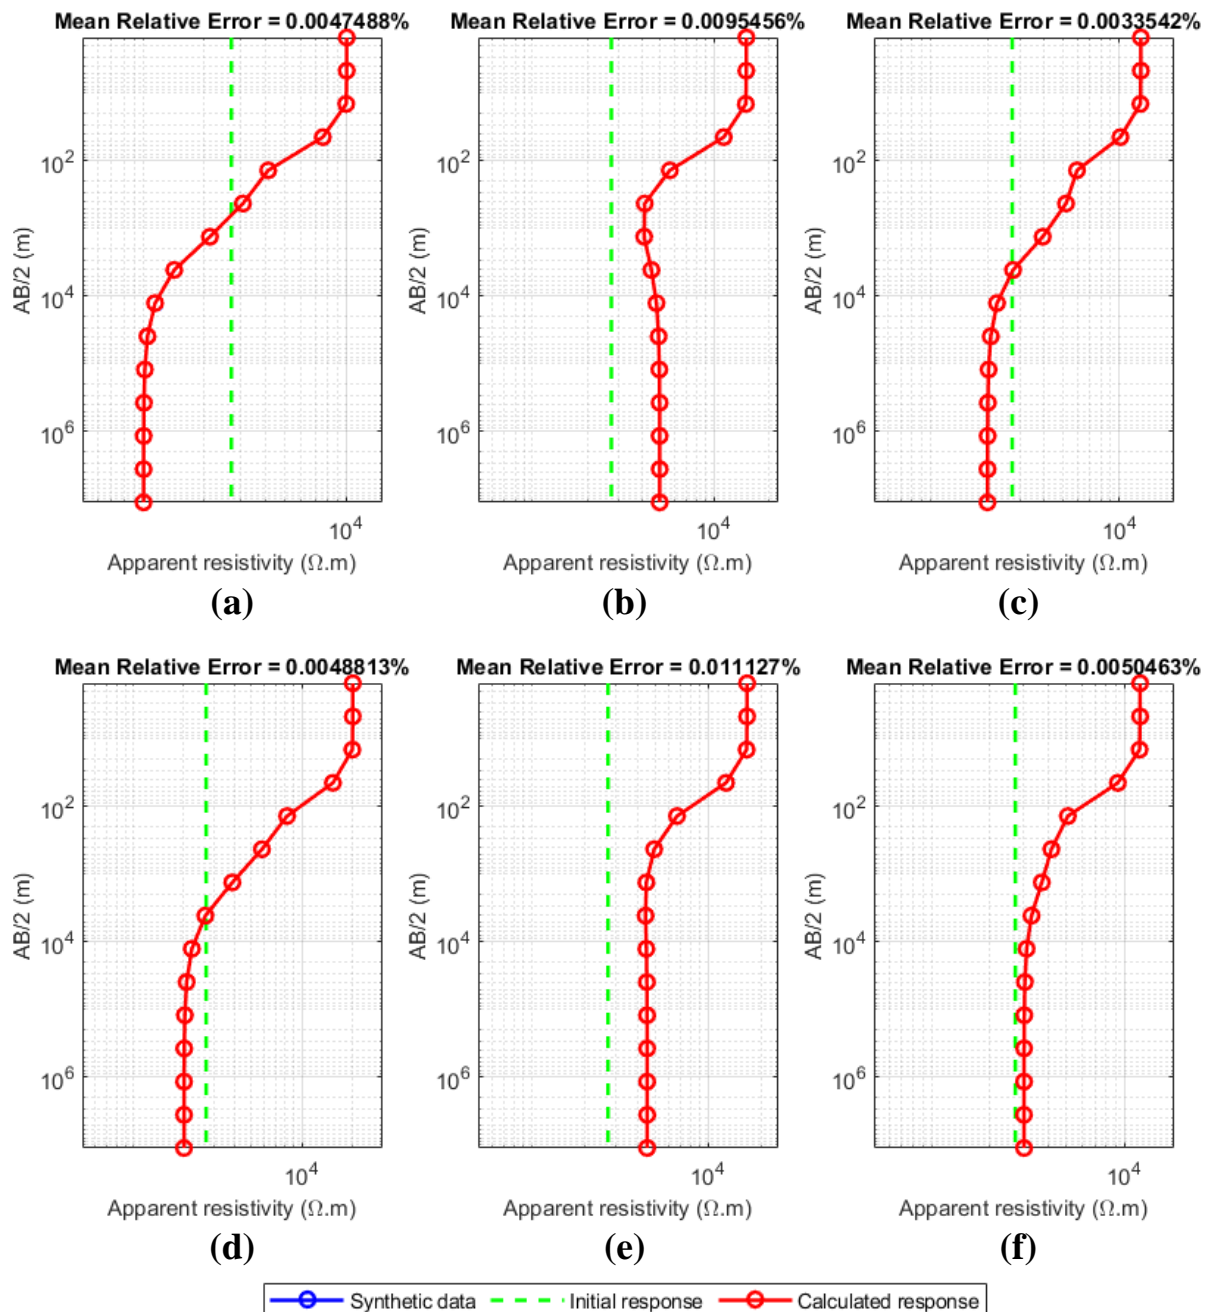 Mean Relative Error = 0.0047488%
10^2
10^4
10^6
AB/2 (m)
10^4
Apparent resistivity (Ω.m)
(a)
Mean Relative Error = 0.0095456%
10^2
10^4
10^6
AB/2 (m)
10^4
Apparent resistivity (Ω.m)
(b)
Mean Relative Error = 0.0033542%
10^2
10^4
10^6
AB/2 (m)
10^4
Apparent resistivity (Ω.m)
(c)
Mean Relative Error = 0.0048813%
10^2
10^4
10^6
AB/2 (m)
10^4
Apparent resistivity (Ω.m)
(d)
Mean Relative Error = 0.011127%
10^2
10^4
10^6
AB/2 (m)
10^4
Apparent resistivity (Ω.m)
(e)
Mean Relative Error = 0.0050463%
10^2
10^4
10^6
AB/2 (m)
10^4
Apparent resistivity (Ω.m)
(f)
Synthetic data Initial response Calculated response